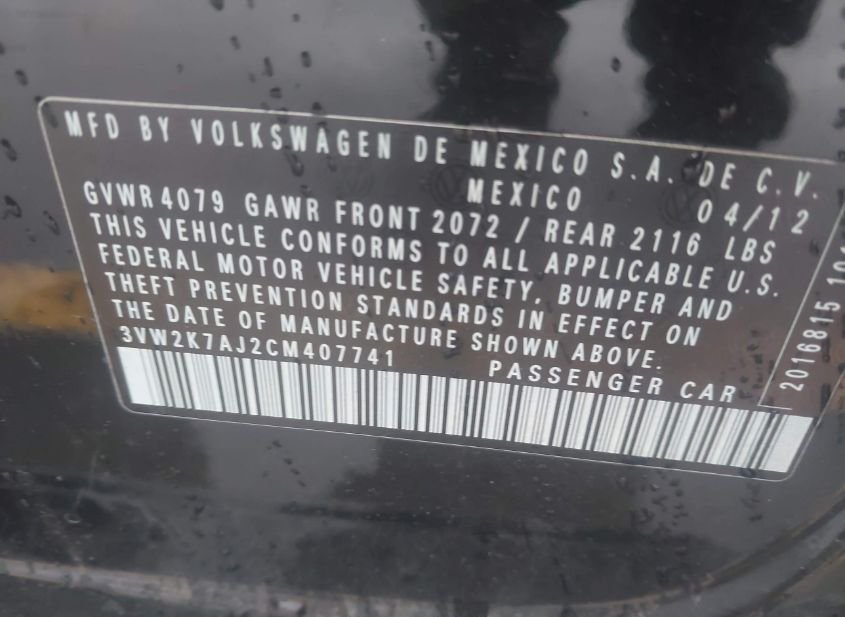 MFD BY VOLKSWAGEN DE MEXICO S.A. DE C.V.
MEXICO 04/12
GVWR 4079 GAWR FRONT 2072 / REAR 2116 LBS
THIS VEHICLE CONFORMS TO ALL APPLICABLE U.S.
FEDERAL MOTOR VEHICLE SAFETY, BUMPER AND
THEFT PREVENTION STANDARDS IN EFFECT ON
THE DATE OF MANUFACTURE SHOWN ABOVE.
3VW2K7AJ2CM407741 PASSENGER CAR
2016815